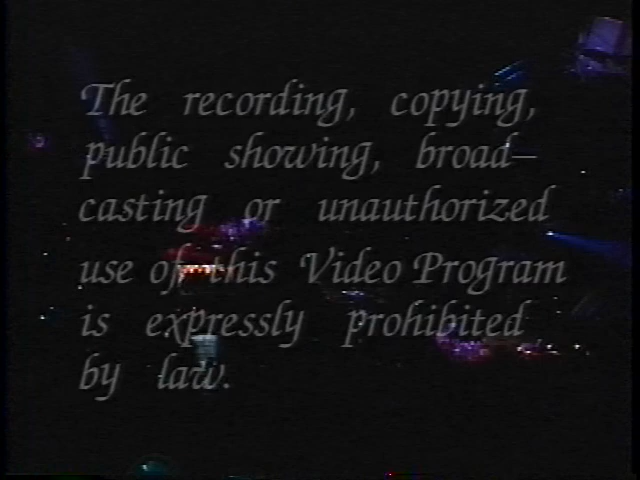 The recording, copying,
public showing, broad—
casting or unauthorized
use of this Video Program
is expressly prohibited
by law.